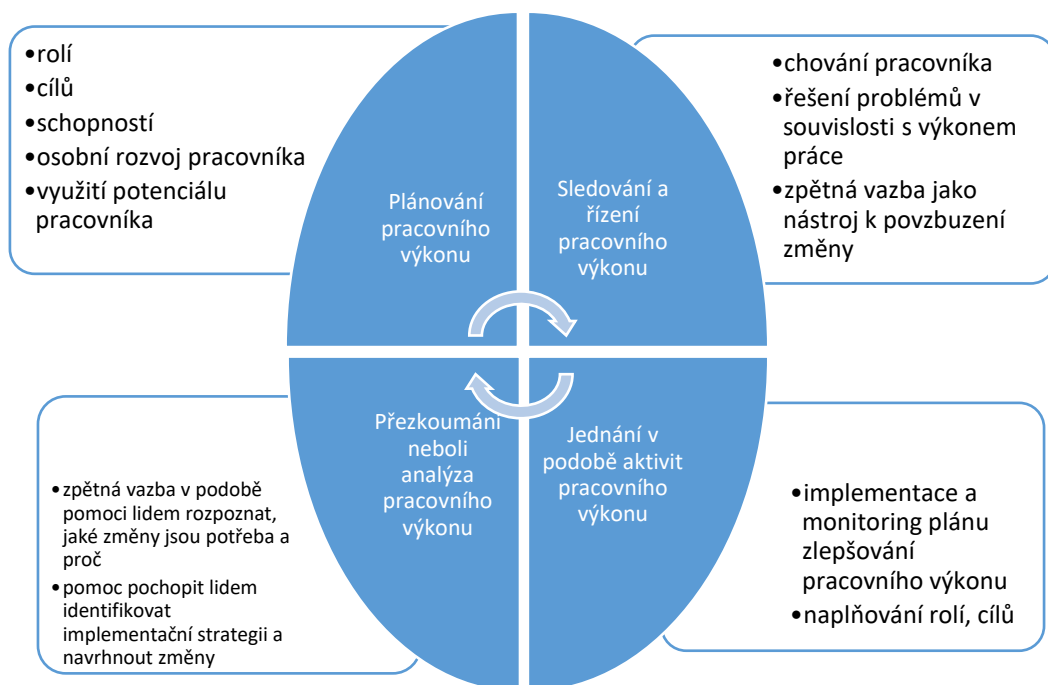 •rolí
•cílů
•schopností
•osobní rozvoj pracovníka
•využití potenciálu
pracovníka
Plánování
pracovního
výkonu
Sledování a
řízení
pracovního
výkonu
•chování pracovníka
•řešení problémů v
souvislosti s výkonem
práce
•zpětná vazba jako
nástroj k povzbuzení
změny
•zpětná vazba v podobě
pomoci lidem rozpoznat,
jaké změny jsou potřeba a
proč
•pomoc pochopit lidem
identifikovat
implementační strategii a
navrhnout změny
Přezkoumání
neboli
analýza
pracovního
výkonu
Jednání v
podobě aktivit
pracovního
výkonu
•implementace a
monitoring plánu
zlepšování
pracovního výkonu
•naplňování rolí, cílů